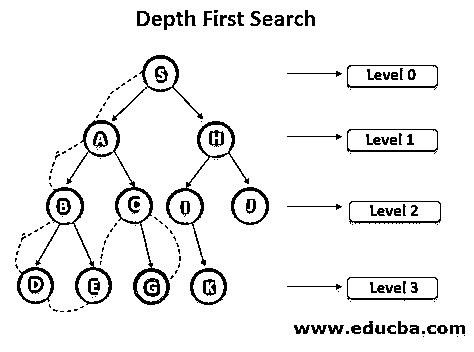 Depth First Search
S
Level 0
A
H
Level 1
B
C
I
J
Level 2
D
E
G
K
Level 3
www.educba.com